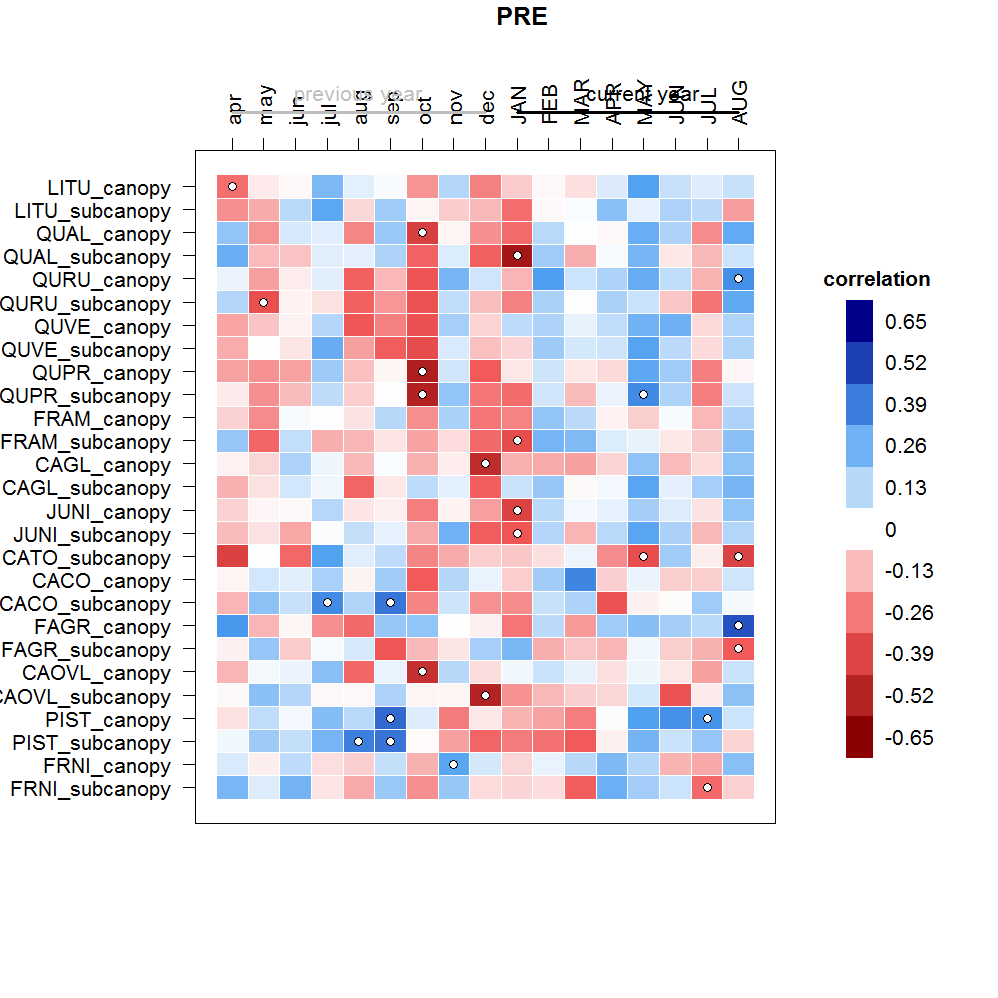 PRE
previous year current year
apr may jun jul aug sep oct nov dec JAN FEB MAR APR MAY JUN JUL AUG
LITU_canopy
LITU_subcanopy
QUAL_canopy
QUAL_subcanopy
QURU_canopy
QURU_subcanopy
QUVE_canopy
QUVE_subcanopy
QUPR_canopy
QUPR_subcanopy
FRAM_canopy
FRAM_subcanopy
CAGL_canopy
CAGL_subcanopy
JUNI_canopy
JUNI_subcanopy
CATO_subcanopy
CACO_canopy
CACO_subcanopy
FAGR_canopy
FAGR_subcanopy
CAOVL_canopy
CAOVL_subcanopy
PIST_canopy
PIST_subcanopy
FRNI_canopy
FRNI_subcanopy
correlation
0.65
0.52
0.39
0.26
0.13
0
-0.13
-0.26
-0.39
-0.52
-0.65